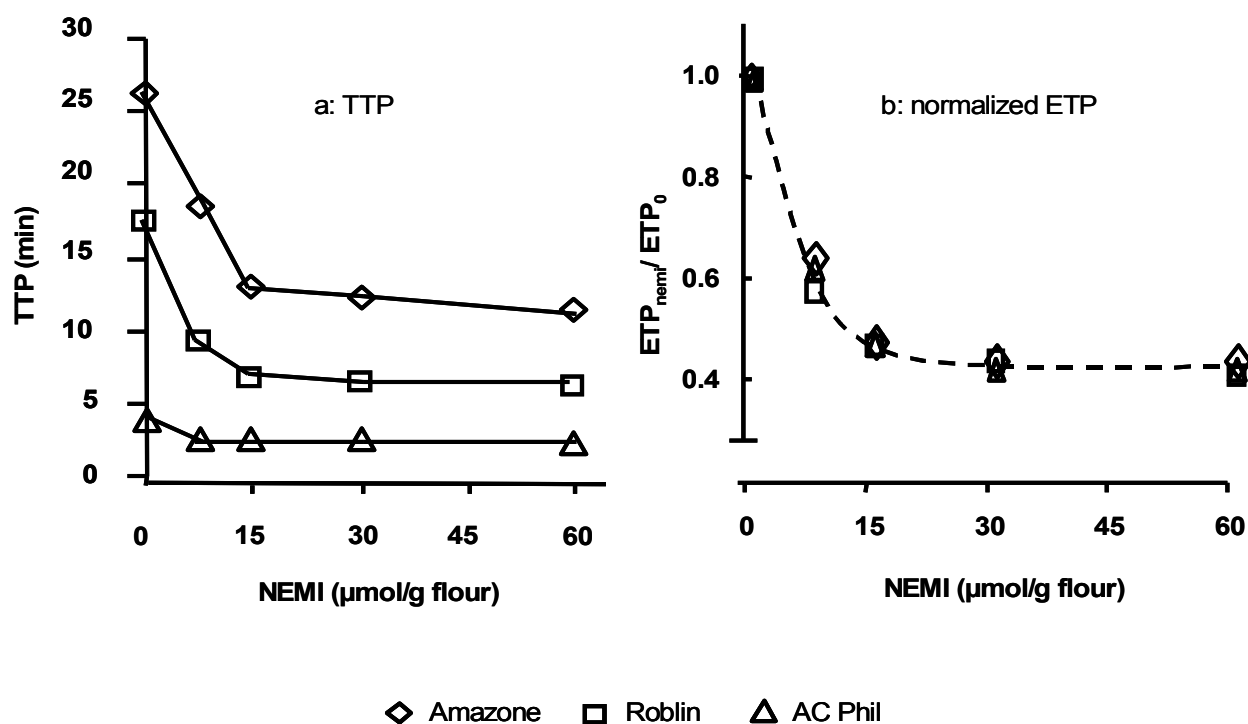 a: TTP
30
25
20
15
10
5
0
TTP (min)
0 15 30 45 60
NEMI (µmol/g flour)
b: normalized ETP
1.0
0.8
0.6
0.4
ETPnemi/ ETP0
0 15 30 45 60
NEMI (µmol/g flour)
Amazone Roblin AC Phil